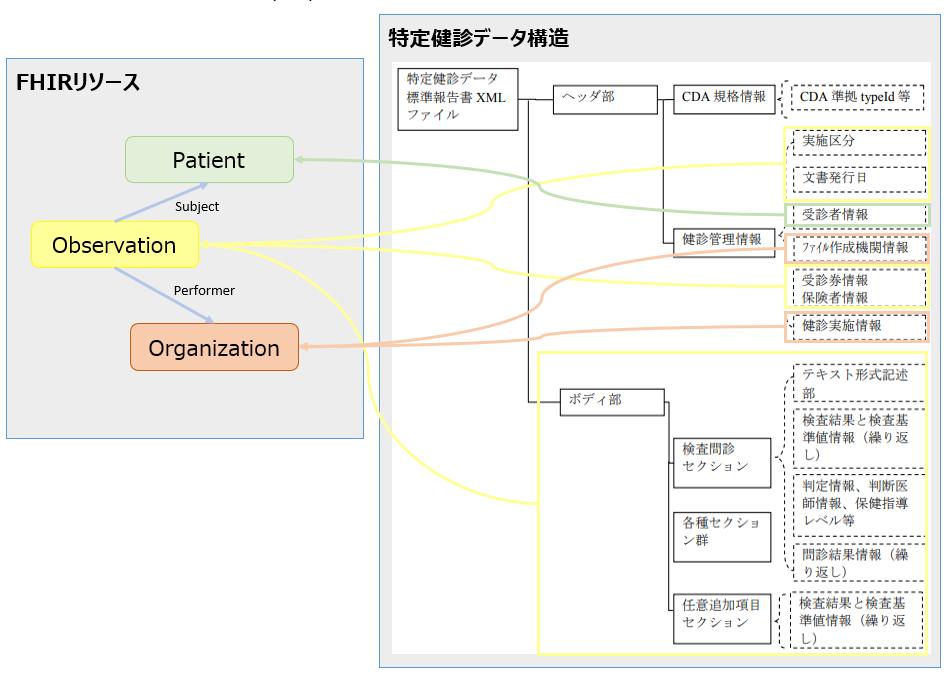 FHIRリソース
Patient
Subject
Observation
Performer
Organization
特定健診データ構造
特定健診データ
標準報告書 XML
ファイル
ヘッダ部
CDA 規格情報
CDA 準拠 typeId 等
実施区分
文書発行日
受診者情報
健診管理情報
ﾌｧｲﾙ作成機関情報
受診券情報
保険者情報
健診実施情報
ボディ部
テキスト形式記述
部
検査結果と検査基
準値情報（繰り返
し）
検査問診
セクション
判定情報、判断医
師情報、保健指導
レベル等
各種セクショ
ン群
問診結果情報（繰
り返し）
任意追加項目
セクション
検査結果と検査基
準値情報（繰り返
し）